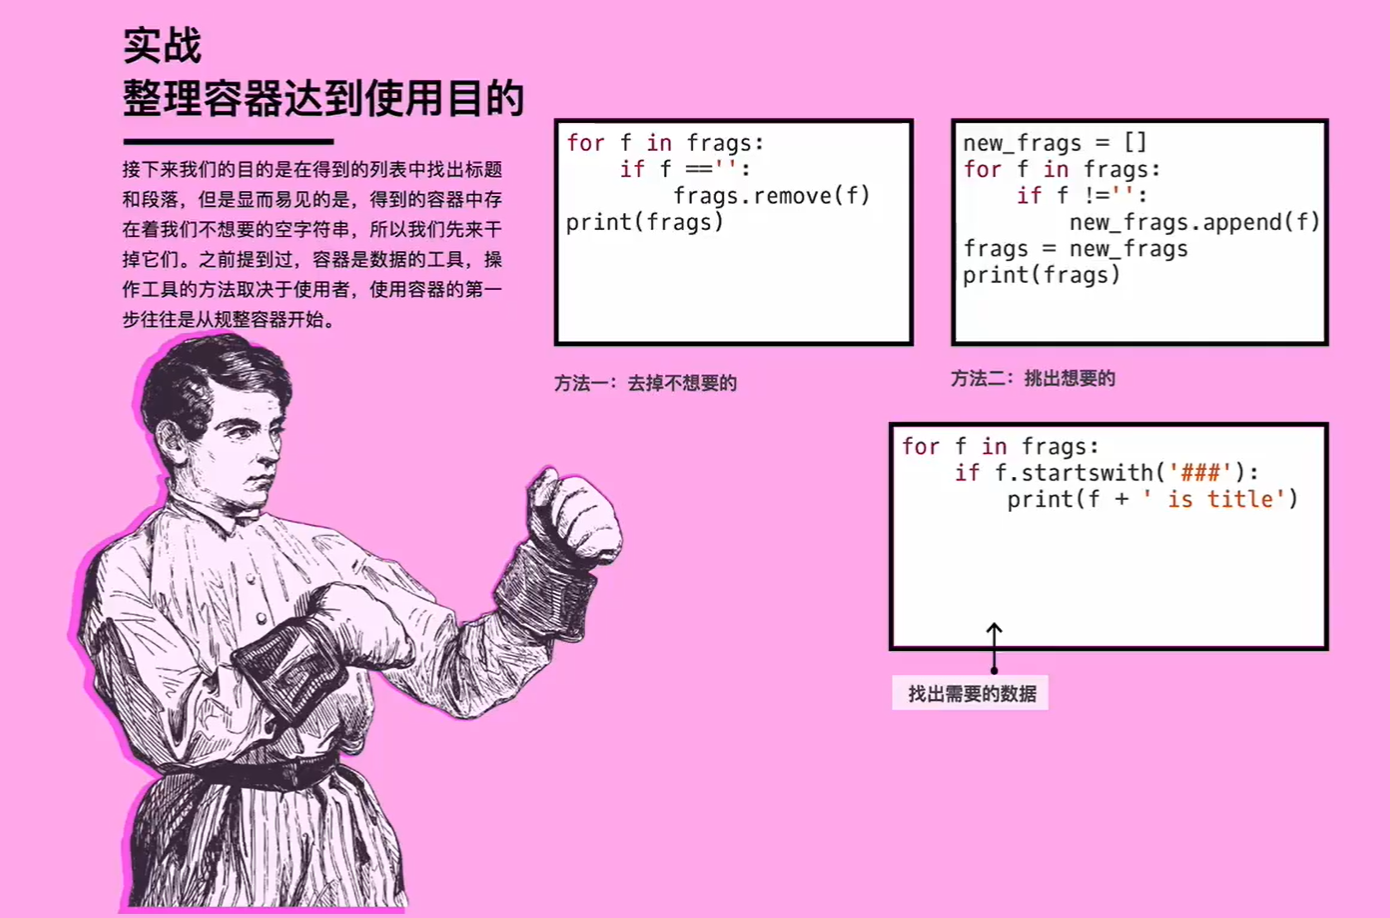 实战
整理容器达到使用目的
接下来我们的目的是在得到的列表中找出标题
和段落，但是显而易见的是，得到的容器中存
在着我们不想要的空字符串，所以我们先来干
掉它们。之前提到过，容器是数据的工具，操
作工具的方法取决于使用者，使用容器的第一
步往往是从规整容器开始。
for f in frags:
    if f =='':
        frags.remove(f)
print(frags)
方法一：去掉不想要的
new_frags = []
for f in frags:
    if f !='':
        new_frags.append(f)
frags = new_frags
print(frags)
方法二：挑出想要的
for f in frags:
    if f.startswith('###'):
        print(f + ' is title')
找出需要的数据